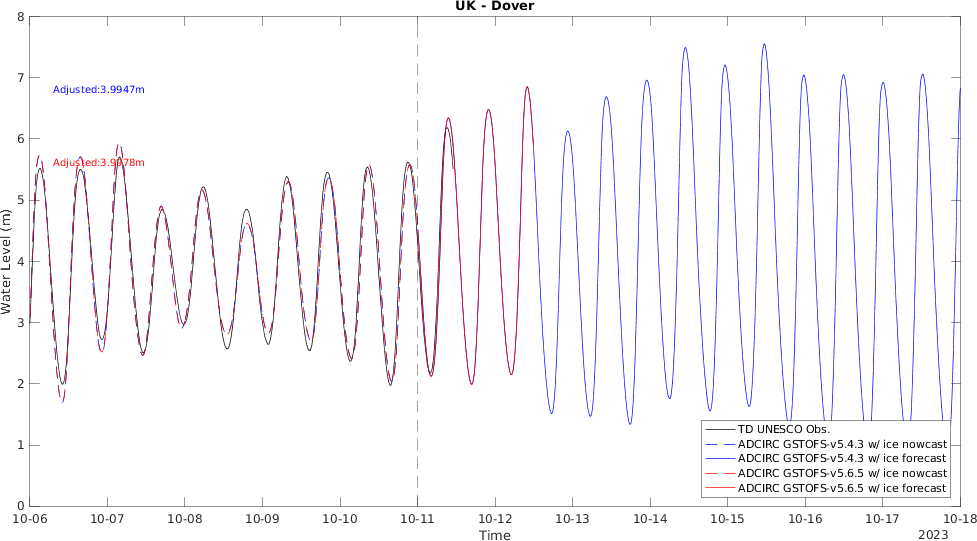 UK - Dover
8
7
6
5
4
3
2
1
0
Water Level (m)
Adjusted:3.9947m
Adjusted:3.9978m
TD UNESCO Obs.
ADCIRC GSTOFS-v5.4.3 w/ ice nowcast
ADCIRC GSTOFS-v5.4.3 w/ ice forecast
ADCIRC GSTOFS-v5.6.5 w/ ice nowcast
ADCIRC GSTOFS-v5.6.5 w/ ice forecast
10-06 10-07 10-08 10-09 10-10 10-11 10-12 10-13 10-14 10-15 10-16 10-17 10-18
Time
2023